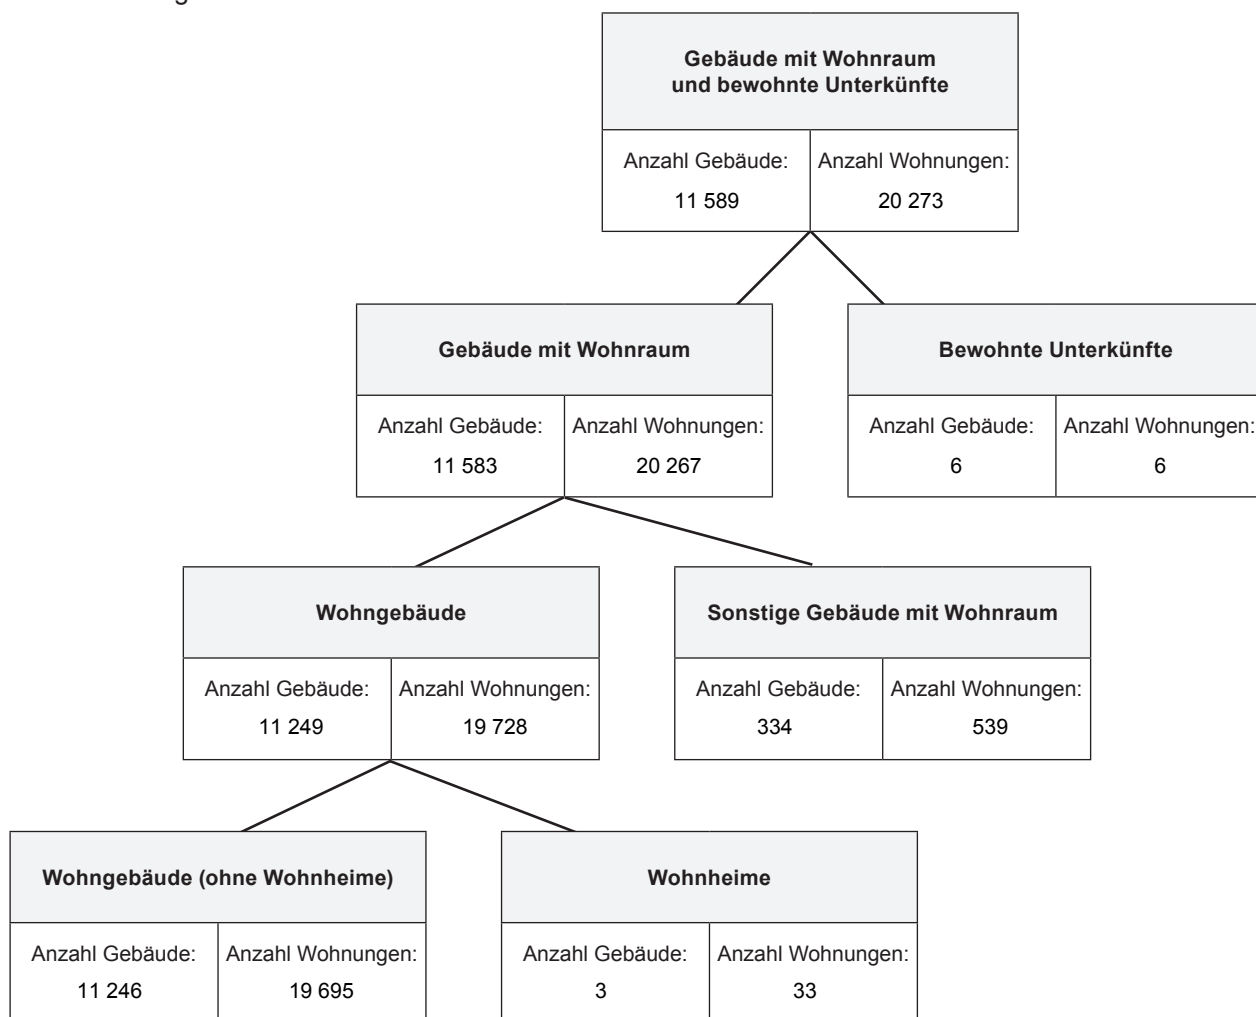 Gebäude mit Wohnraum
und bewohnte Unterkünfte
Anzahl Gebäude: Anzahl Wohnungen:
11 589 20 273
Gebäude mit Wohnraum
Anzahl Gebäude: Anzahl Wohnungen:
11 583 20 267
Bewohnte Unterkünfte
Anzahl Gebäude: Anzahl Wohnungen:
6 6
Wohngebäude
Anzahl Gebäude: Anzahl Wohnungen:
11 249 19 728
Sonstige Gebäude mit Wohnraum
Anzahl Gebäude: Anzahl Wohnungen:
334 539
Wohngebäude (ohne Wohnheime)
Anzahl Gebäude: Anzahl Wohnungen:
11 246 19 695
Wohnheime
Anzahl Gebäude: Anzahl Wohnungen:
3 33